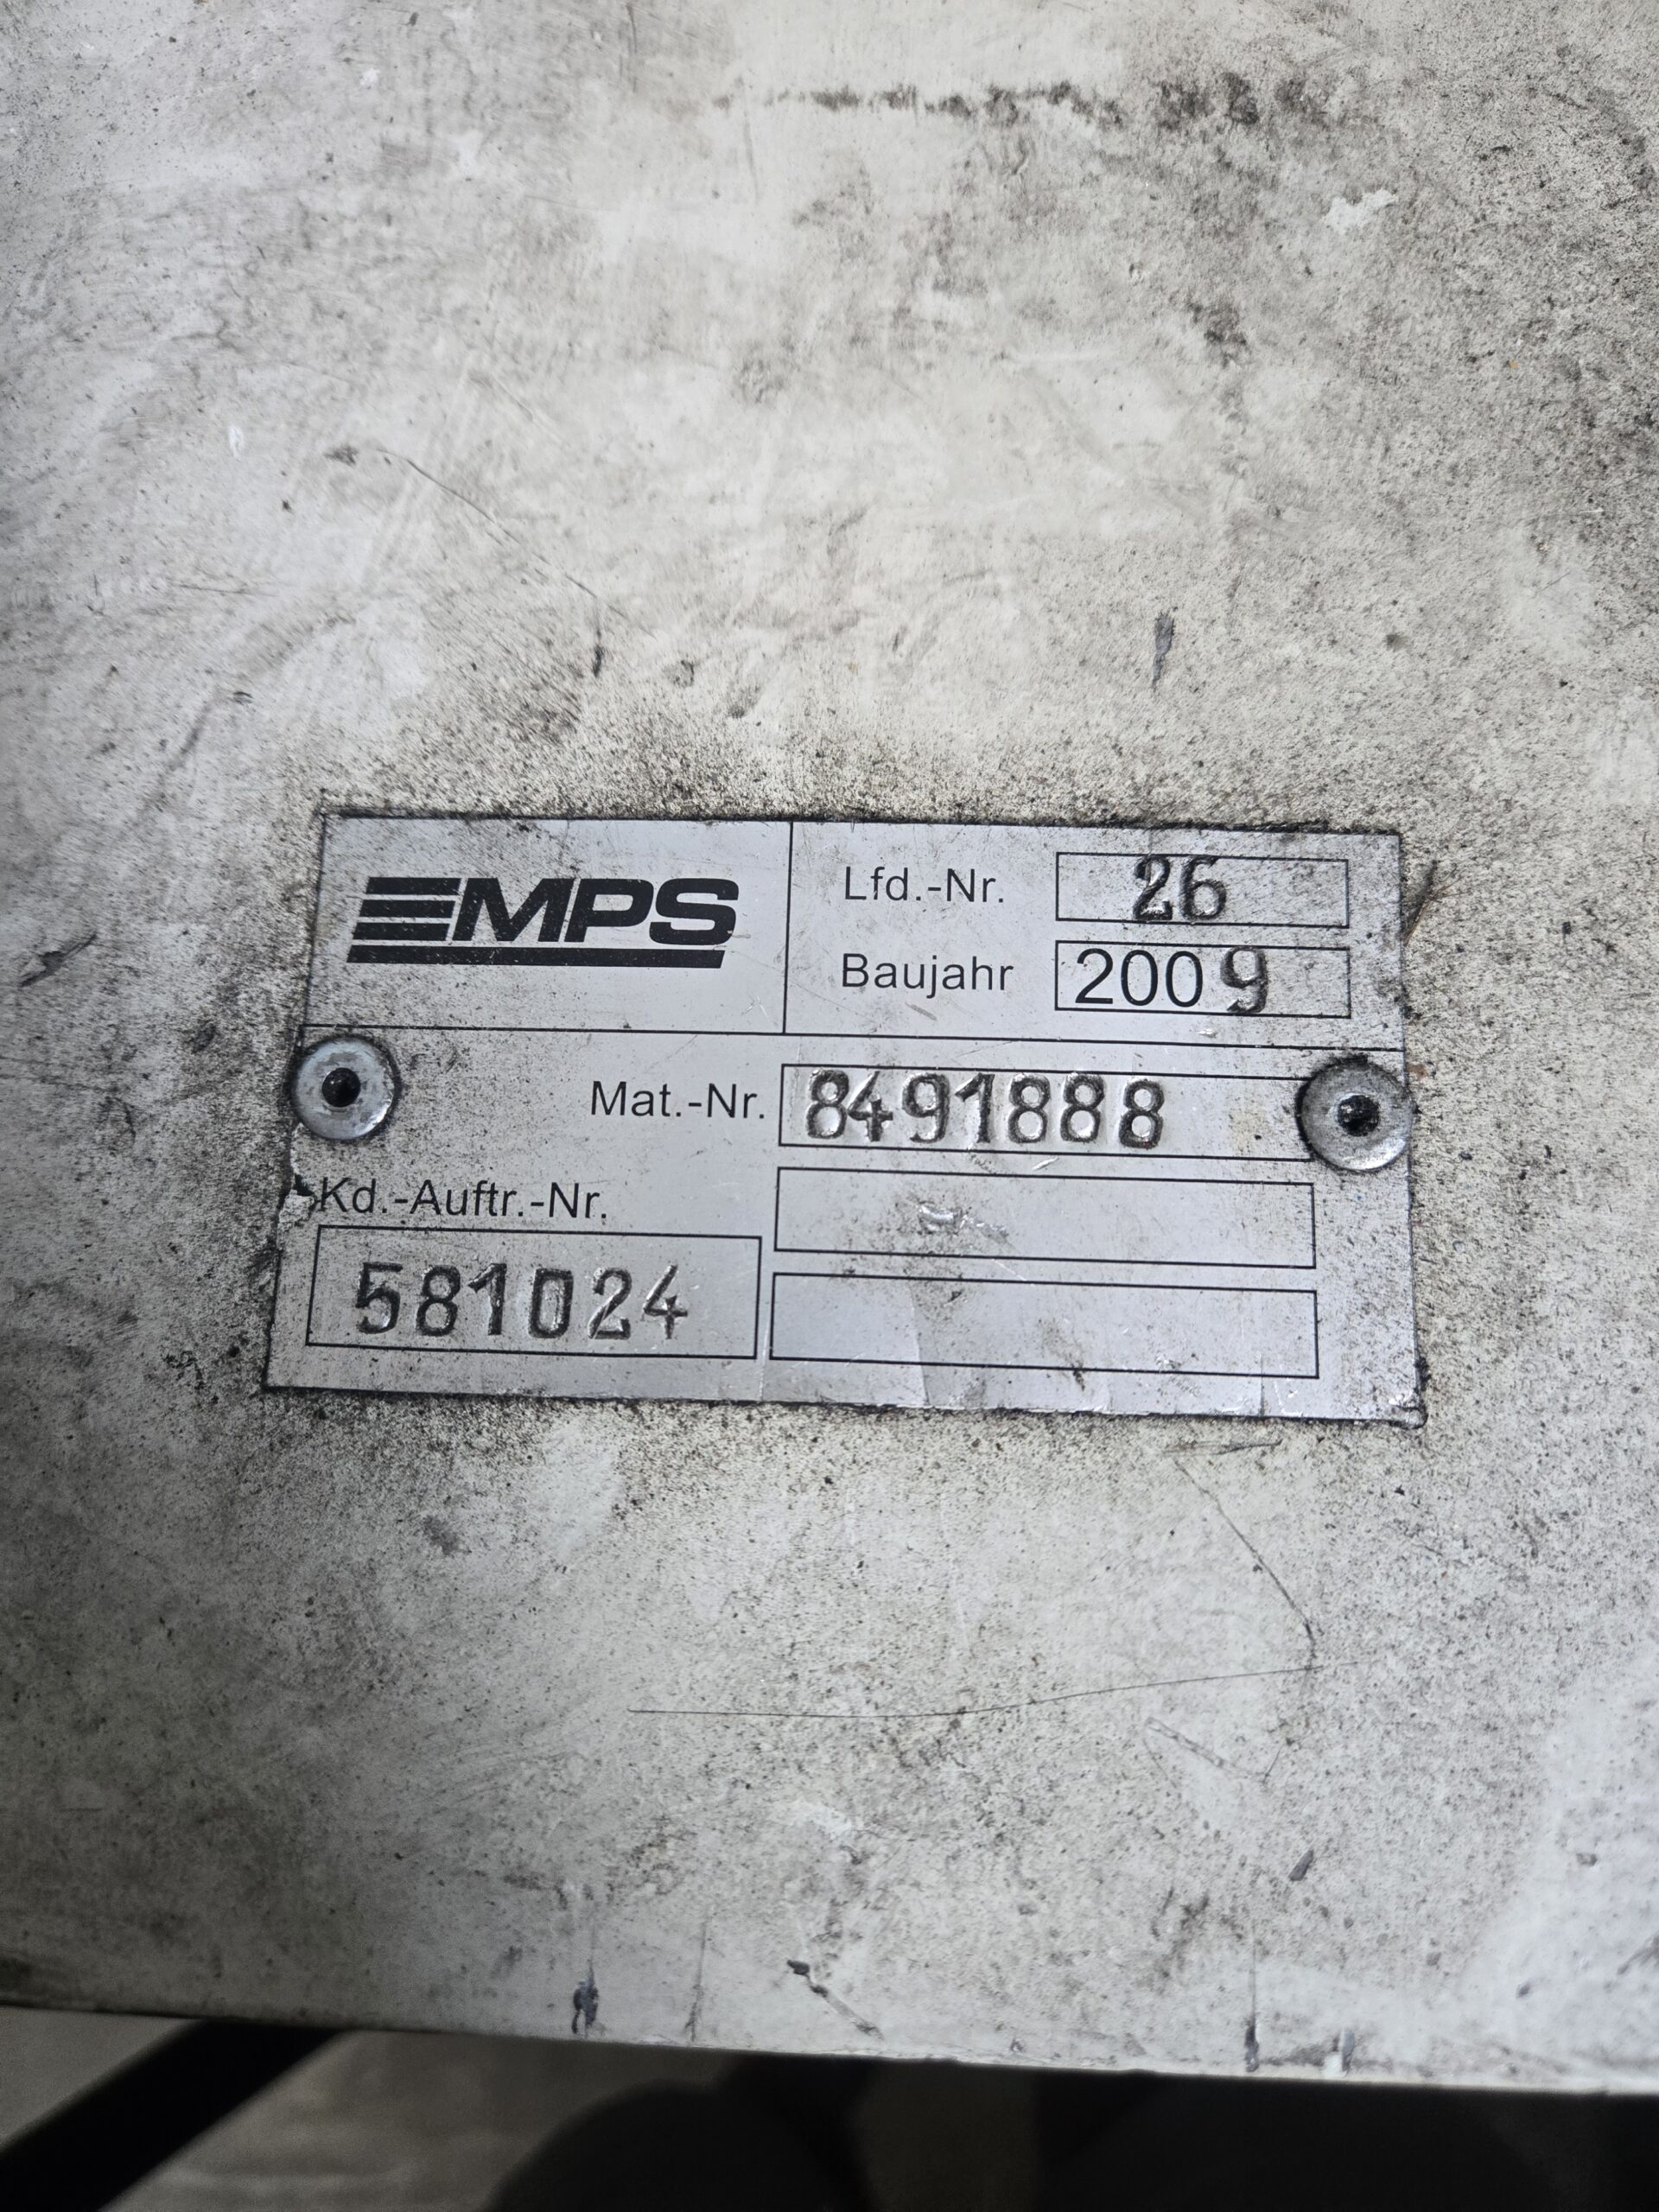 MPS
Lfd.-Nr. 26
Baujahr 2009
Mat.-Nr. 8491888
Kd.-Auftr.-Nr.
581024